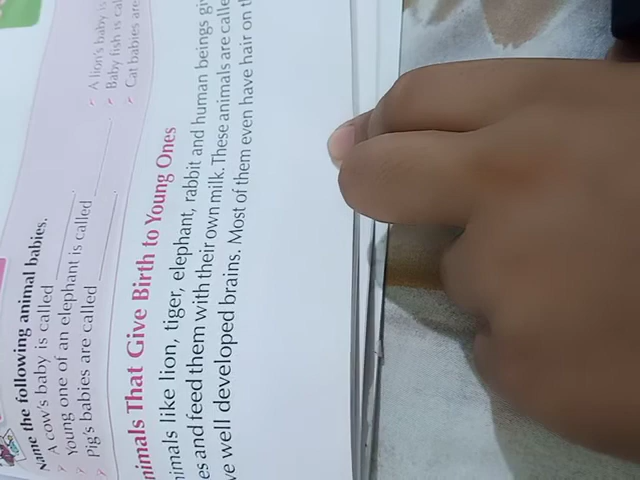 Name the following animal babies.
A cow's baby is called
Young one of an elephant is called
Pig's babies are called
A lion's baby is
Baby fish is cal
Cat babies are
nimals That Give Birth to Young Ones
nimals like lion, tiger, elephant, rabbit and human beings gi
es and feed them with their own milk. These animals are calle
ve well developed brains. Most of them even have hair on t